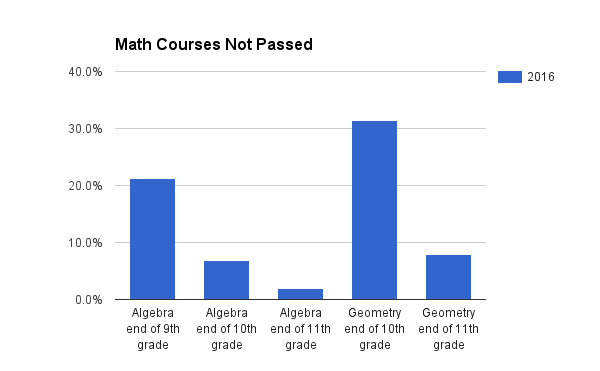 Math Courses Not Passed
40.0%
30.0%
20.0%
10.0%
0.0%
2016
Algebra
end of 9th
grade
Algebra
end of 10th
grade
Algebra
end of 11th
grade
Geometry
end of 10th
grade
Geometry
end of 11th
grade